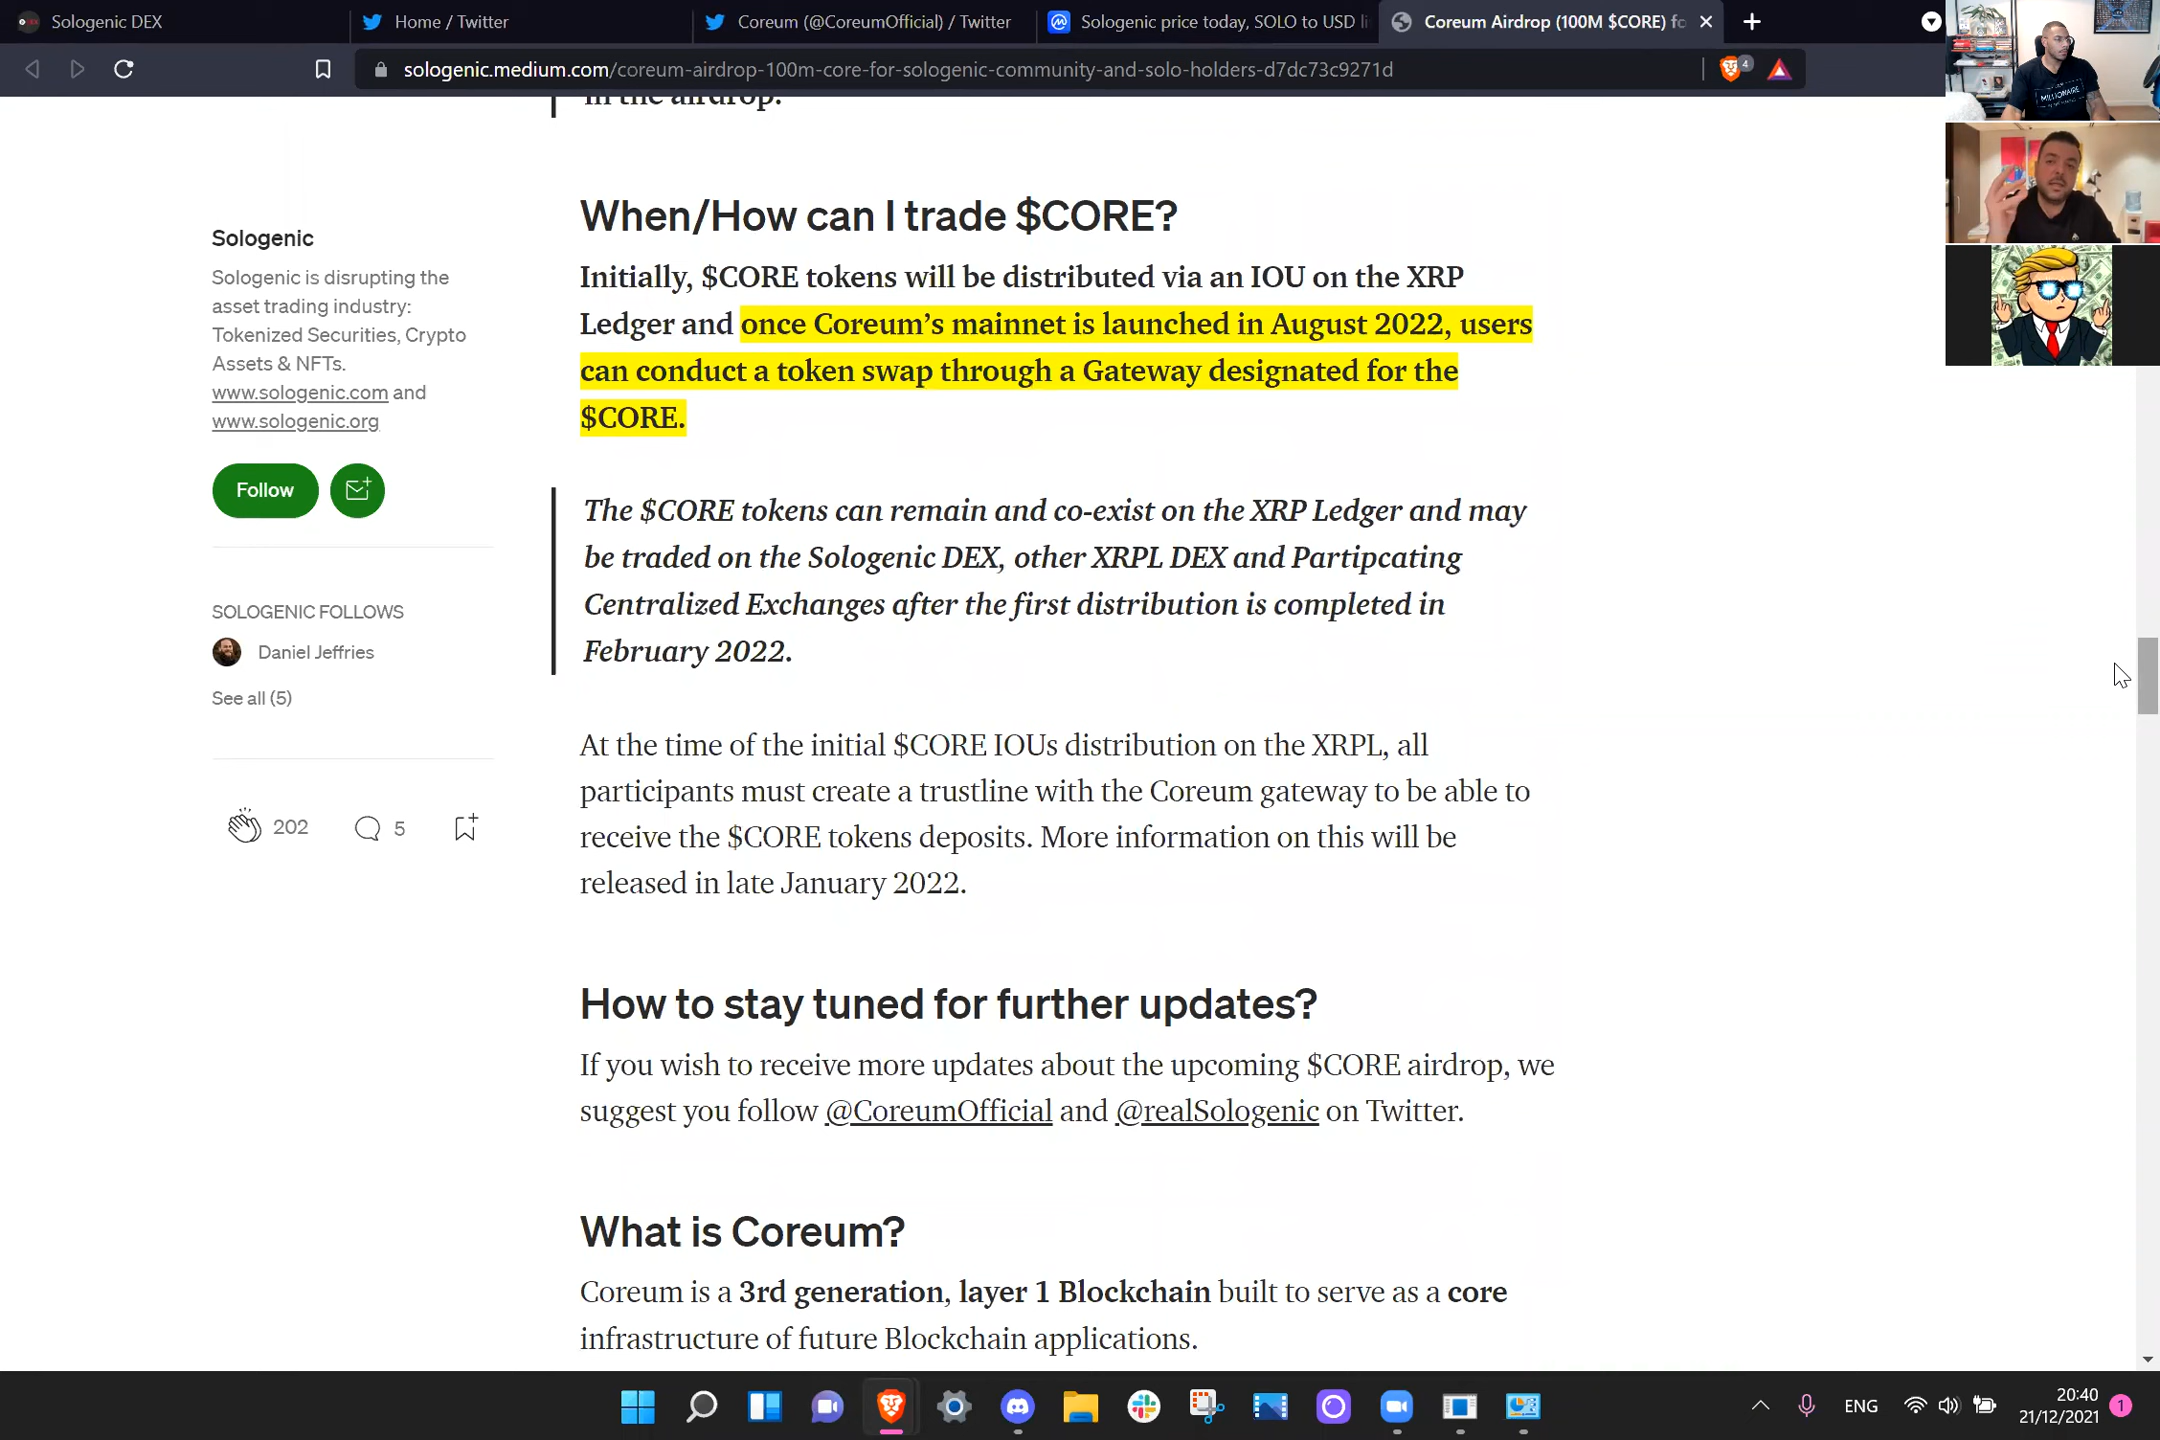 Sologenic DEX
Home / Twitter
Coreum (@CoreumOfficial) / Twitter
Sologenic price today, SOLO to USD li
Coreum Airdrop (100M $CORE) fo
sologenic.medium.com/coreum-airdrop-100m-core-for-sologenic-community-and-solo-holders-d7dc73c9271d
4
MILLIONAIRE
in the airdrop.
When/How can I trade $CORE?
Initially, $CORE tokens will be distributed via an IOU on the XRP
Ledger and once Coreum’s mainnet is launched in August 2022, users
can conduct a token swap through a Gateway designated for the
$CORE.
The $CORE tokens can remain and co-exist on the XRP Ledger and may
be traded on the Sologenic DEX, other XRPL DEX and Partipcating
Centralized Exchanges after the first distribution is completed in
February 2022.
At the time of the initial $CORE IOUs distribution on the XRPL, all
participants must create a trustline with the Coreum gateway to be able to
receive the $CORE tokens deposits. More information on this will be
released in late January 2022.
How to stay tuned for further updates?
If you wish to receive more updates about the upcoming $CORE airdrop, we
suggest you follow @CoreumOfficial and @realSologenic on Twitter.
What is Coreum?
Coreum is a 3rd generation, layer 1 Blockchain built to serve as a core
infrastructure of future Blockchain applications.
Sologenic
Sologenic is disrupting the
asset trading industry:
Tokenized Securities, Crypto
Assets & NFTs.
www.sologenic.com and
www.sologenic.org
Follow
SOLOGENIC FOLLOWS
Daniel Jeffries
See all (5)
202
5
ENG
20:40
21/12/2021
1